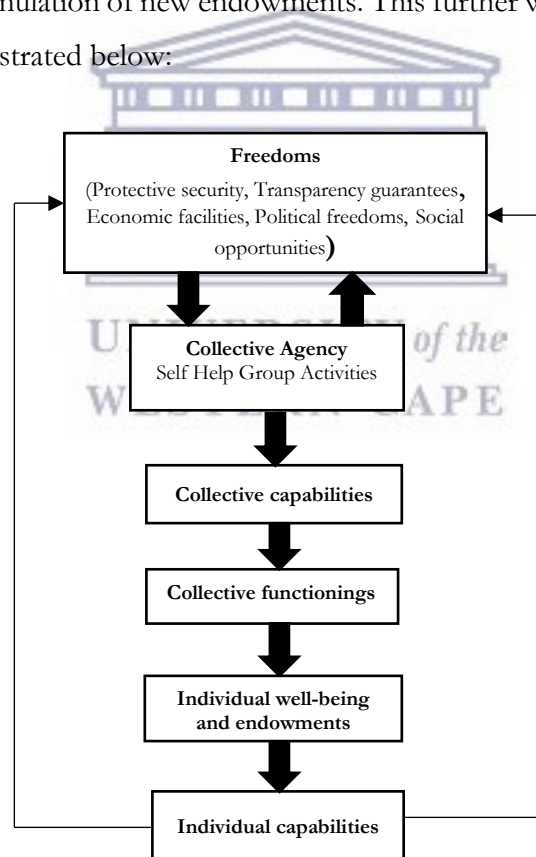 mulation of new endowments. This further w
strated below:
Freedoms
(Protective security, Transparency guarantees,
Economic facilities, Political freedoms, Social
opportunities)
of the
Collective Agency
Self Help Group Activities
APE
Collective capabilities
Collective functionings
Individual well-being
and endowments
Individual capabilities